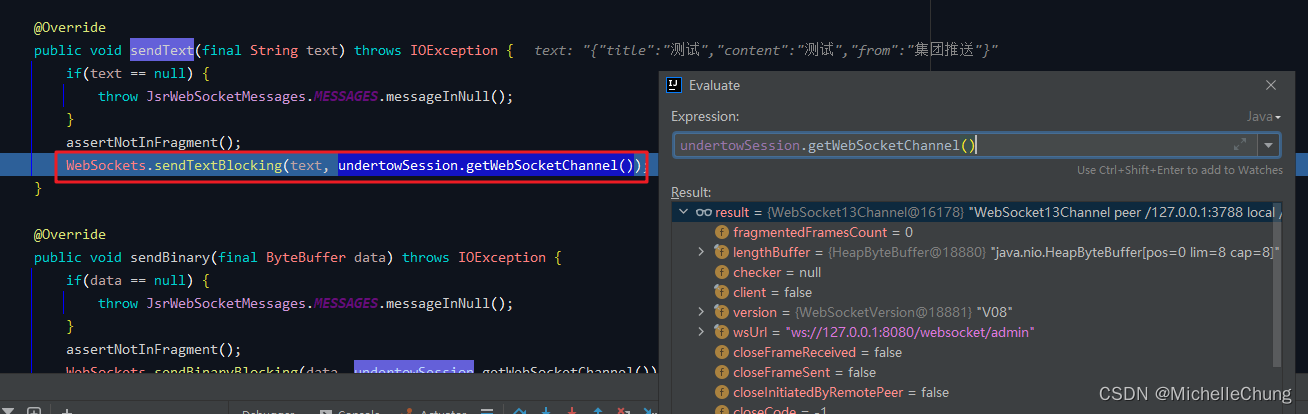 @Override
public void sendText(final String text) throws IOException {   text: "{"title":"测试","content":"测试","from":"集团推送"}"
if(text == null) {
throw JsrWebSocketMessages.MESSAGES.messageInNull();
}
assertNotInFragment();
WebSockets.sendTextBlocking(text, undertowSession.getWebSocketChannel());
}
@Override
public void sendBinary(final ByteBuffer data) throws IOException {
if(data == null) {
throw JsrWebSocketMessages.MESSAGES.messageInNull();
}
assertNotInFragment();
WebSockets.sendBinaryBlocking(data, undertowSession.getWebSocketChannel())
Debugger Console Actuator
Evaluate
Expression:
Java
undertowSession.getWebSocketChannel()
Use Ctrl+Shift+Enter to add to Watches
Result:
result = {WebSocket13Channel@16178} "WebSocket13Channel peer /127.0.0.1:3788 local /
fragmentedFramesCount = 0
lengthBuffer = {HeapByteBuffer@18880} "java.nio.HeapByteBuffer[pos=0 lim=8 cap=8]"
checker = null
client = false
version = {WebSocketVersion@18881} "V08"
wsUrl = "ws://127.0.0.1:8080/websocket/admin"
closeFrameReceived = false
closeFrameSent = false
closeInitiatedByRemotePeer = false
closeCode = -1
CSDN @MichelleChung